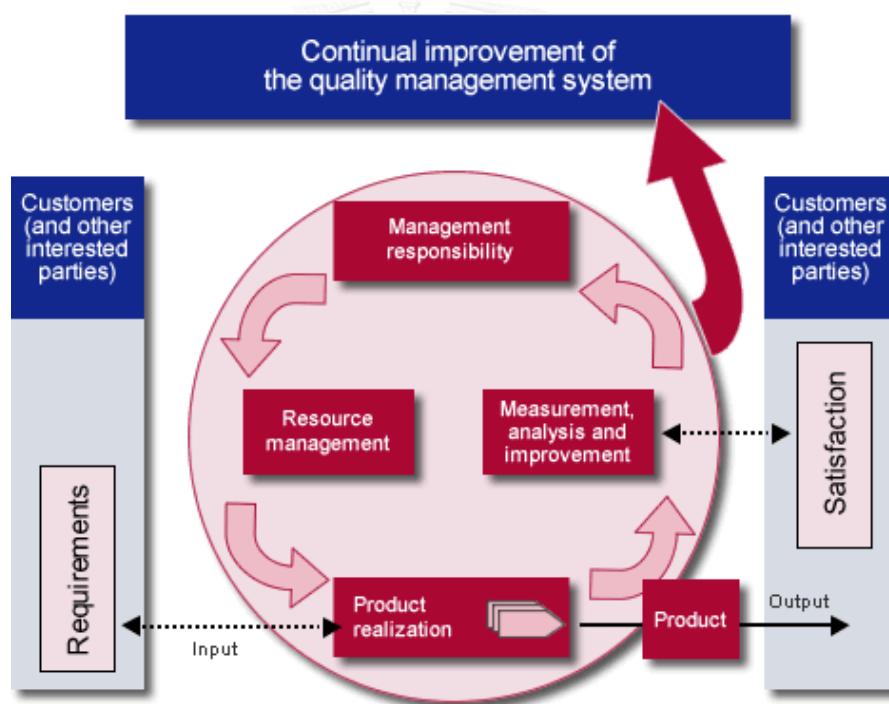 Continual improvement of
the quality management system
Customers
(and other
interested
parties)
Customers
(and other
interested
parties)
Management
responsibility
Resource
management
Measurement,
analysis and
improvement
Satisfaction
Requirements
Product
realization
Product
Input
Output